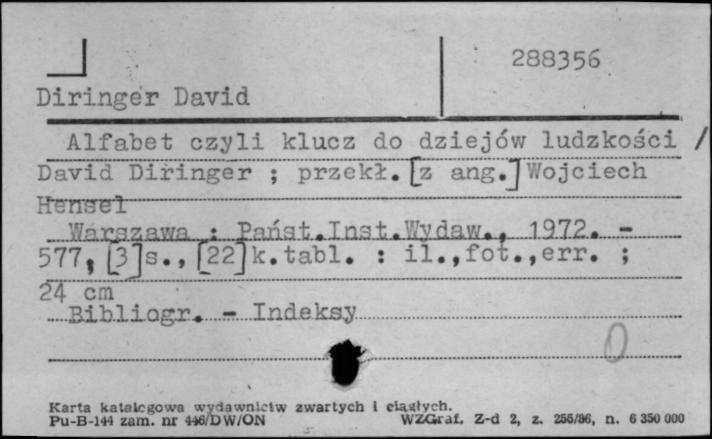 288356
Diringer David
Alfabet czyli klucz do dziejów ludzkości /
David Diringer ; przekł. [z ang.] Wojciech
Hensel
Warszawa : Państ.Inst.Wydaw., 1972. -
577, [3]s., [22]k.tabl. : il.,fot.,err. ;
24 cm
Bibliogr. - Indeksy
0
Karta katalogowa wydawnictw zwartych i ciągłych.
Pu-B-144 zam. nr 446/DW/ON WZGraf. Z-d 2, z. 256/86, n. 6 350 000